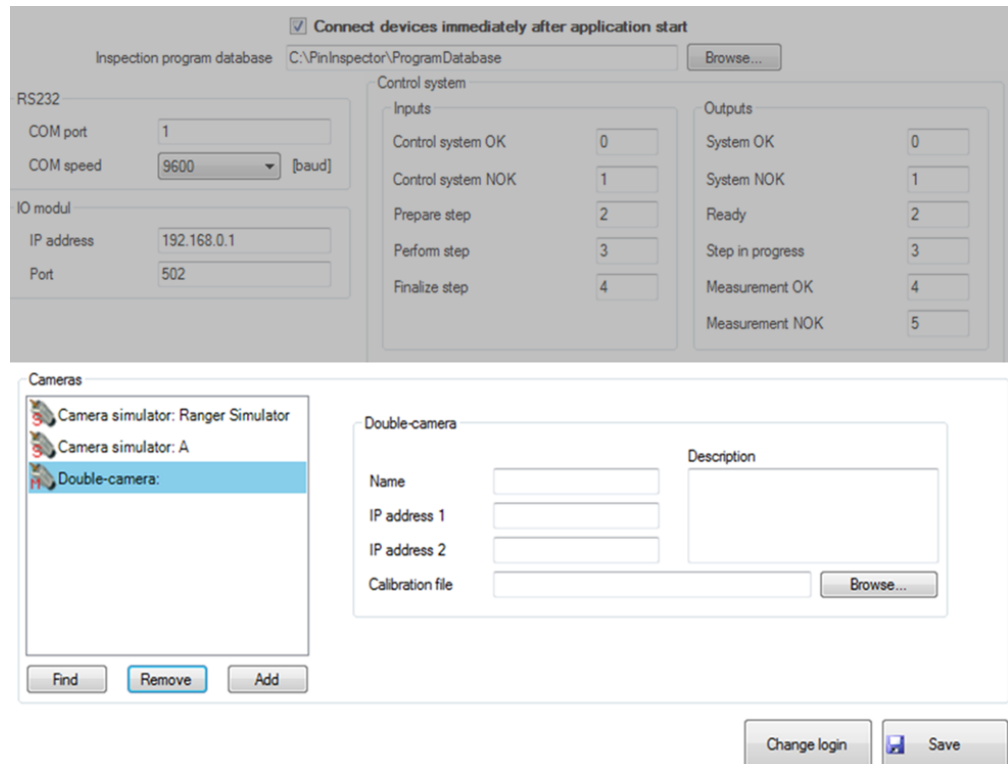 Connect devices immediately after application start
Inspection program database C:\PinInspector\ProgramDatabase Browse...
RS232
COM port 1
COM speed 9600 [baud]
IO modul
IP address 192.168.0.1
Port 502
Control system
Inputs
Control system OK 0
Control system NOK 1
Prepare step 2
Perform step 3
Finalize step 4
Outputs
System OK 0
System NOK 1
Ready 2
Step in progress 3
Measurement OK 4
Measurement NOK 5
Cameras
Camera simulator: Ranger Simulator
Camera simulator: A
Double-camera:
Find Remove Add
Double-camera
Name
IP address 1
IP address 2
Description
Calibration file Browse...
Change login Save